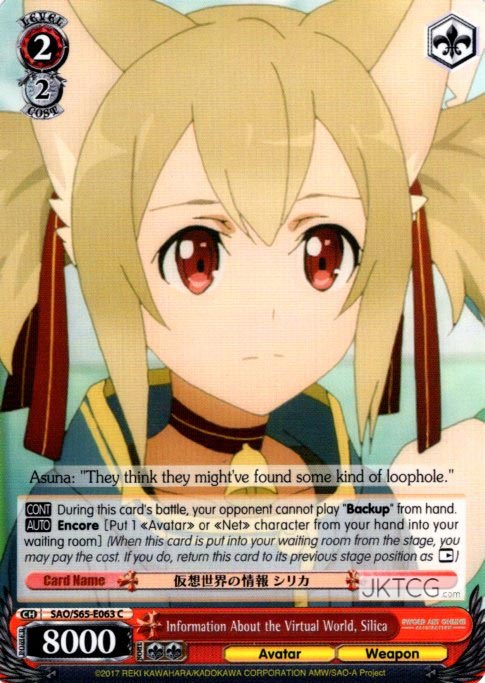 LEVEL
2
2
COST
Asuna: "They think they might've found some kind of loophole."
CONT During this card's battle, your opponent cannot play "Backup" from hand.
AUTO Encore [Put 1 «Avatar» or «Net» character from your hand into your
waiting room] (When this card is put into your waiting room from the stage, you
may pay the cost. If you do, return this card to its previous stage position as )
Card Name 仮想世界の情報 シリカ
JKTCG.com
CH SAO/S65-E063 C
POWER 8000 SOUL Information About the Virtual World, Silica
SWORD ART ONLINE
Avatar Weapon
©2017 REKI KAWAHARA/KADOKAWA CORPORATION AMW/SAO-A Project